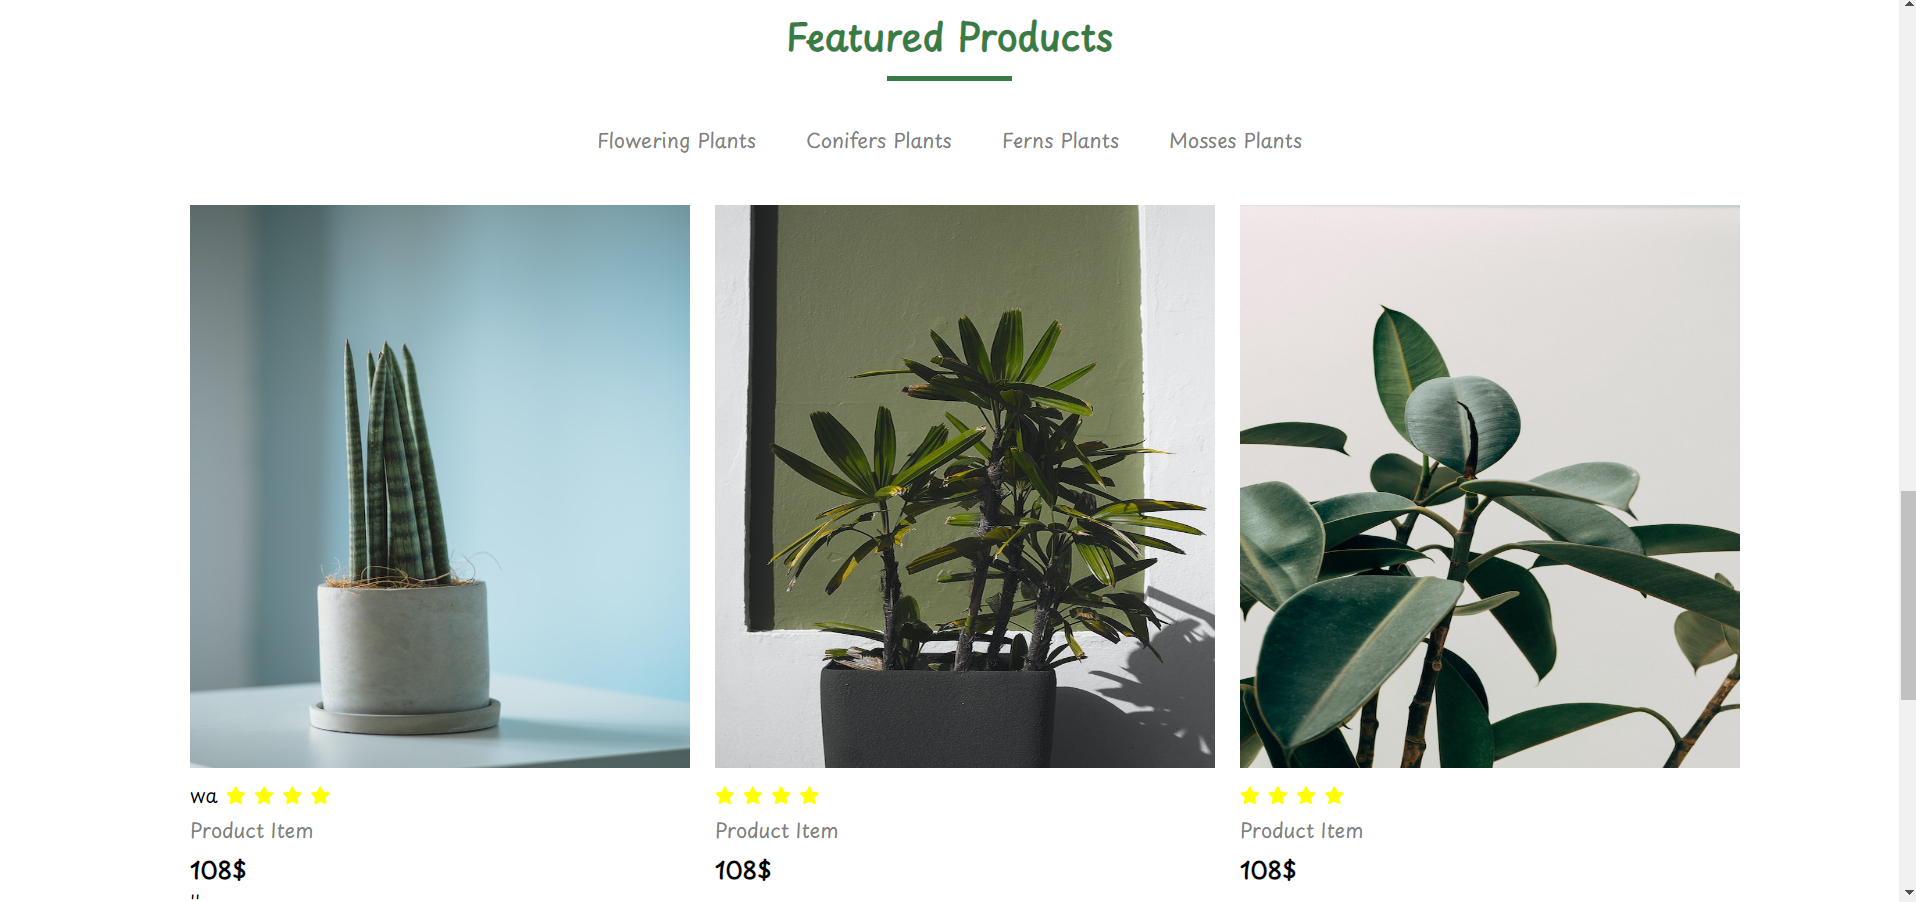 Featured Products
Flowering Plants Conifers Plants Ferns Plants Mosses Plants
wa
Product Item Product Item Product Item
108$ 108$ 108$